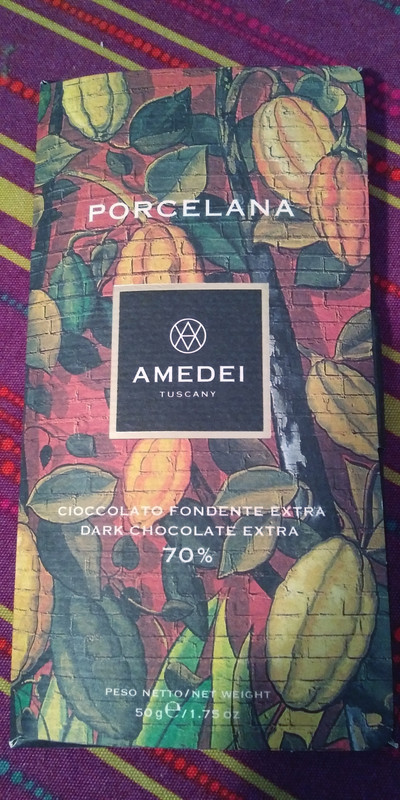 PORCELANA
AMEDEI
TUSCANY
CIOCCOLATO FONDENTE EXTRA
DARK CHOCOLATE EXTRA
70%
PESO NETTO/NET WEIGHT
50g℮/1.75 oz